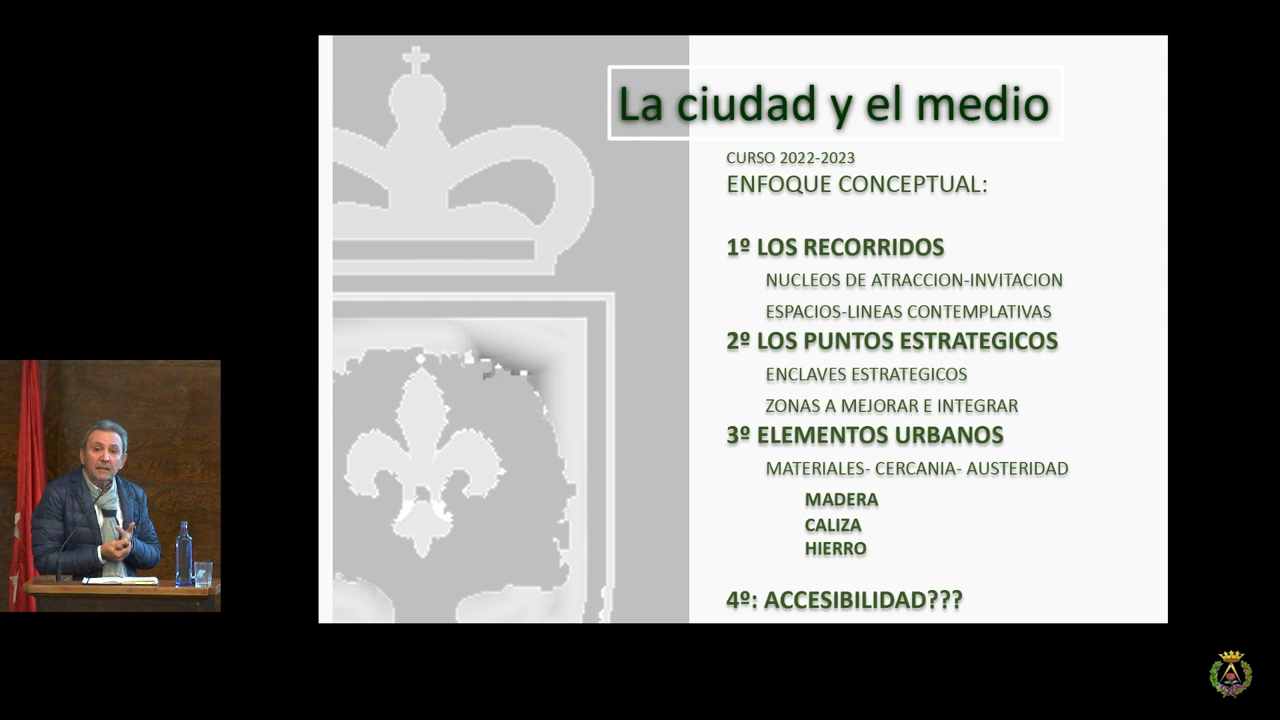 La ciudad y el medio
CURSO 2022-2023
ENFOQUE CONCEPTUAL:
1º LOS RECORRIDOS
NUCLEOS DE ATRACCION-INVITACION
ESPACIOS-LINEAS CONTEMPLATIVAS
2º LOS PUNTOS ESTRATEGICOS
ENCLAVES ESTRATEGICOS
ZONAS A MEJORAR E INTEGRAR
3º ELEMENTOS URBANOS
MATERIALES- CERCANIA- AUSTERIDAD
MADERA
CALIZA
HIERRO
4º: ACCESIBILIDAD???